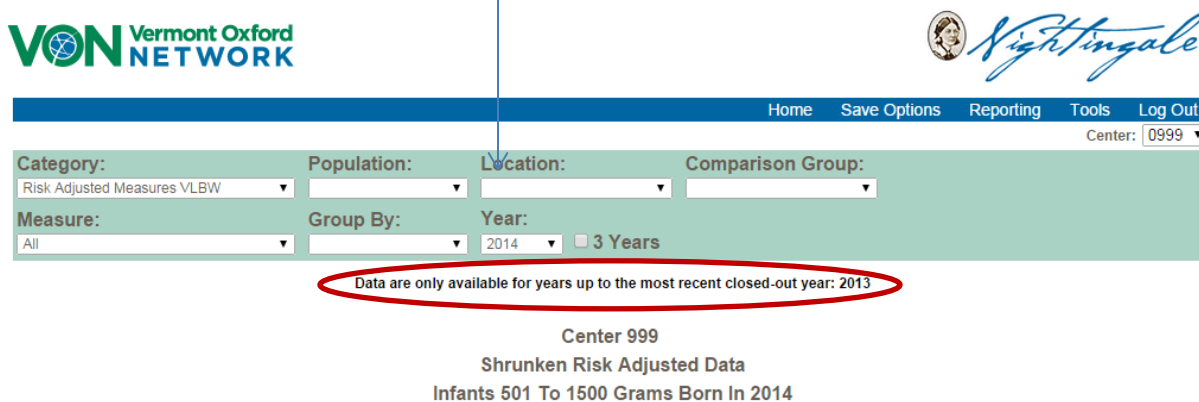 VON Vermont Oxford NETWORK
Nightingale
Home Save Options Reporting Tools Log Out
Center: 0999
Category: Population: Location: Comparison Group:
Risk Adjusted Measures VLBW
Measure: Group By: Year:
All 2014 3 Years
Data are only available for years up to the most recent closed-out year: 2013
Center 999
Shrunken Risk Adjusted Data
Infants 501 To 1500 Grams Born In 2014